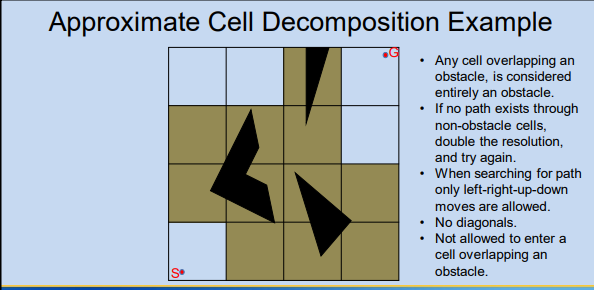 Approximate Cell Decomposition Example
G
S
• Any cell overlapping an
obstacle, is considered
entirely an obstacle.
• If no path exists through
non-obstacle cells,
double the resolution,
and try again.
• When searching for path
only left-right-up-down
moves are allowed.
• No diagonals.
• Not allowed to enter a
cell overlapping an
obstacle.